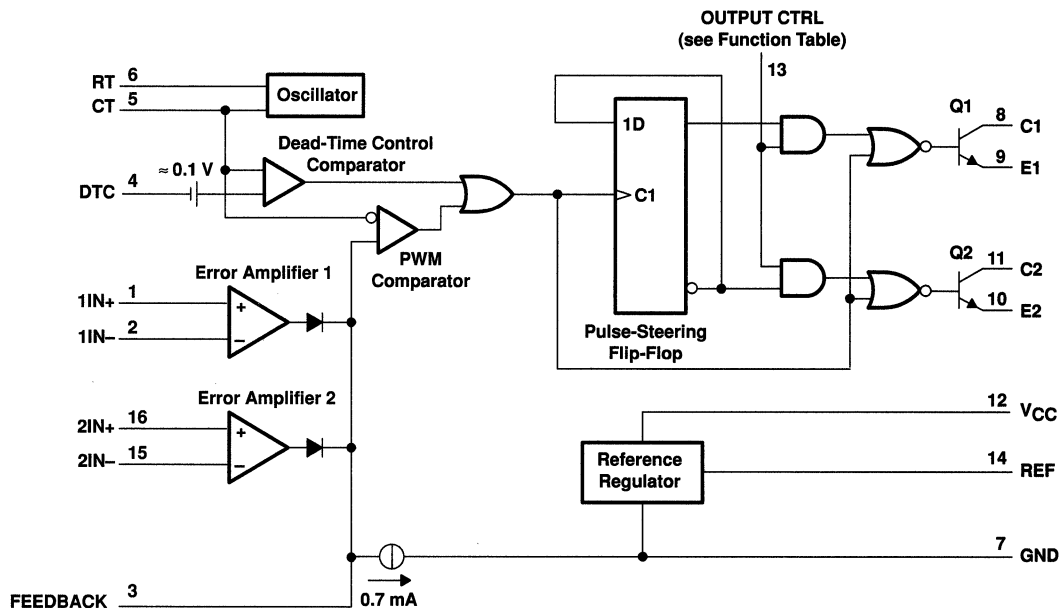 OUTPUT CTRL
(see Function Table)
13
RT 6
CT 5
Oscillator
Dead-Time Control
Comparator
≈ 0.1 V
DTC 4
PWM
Comparator
1D
C1
Pulse-Steering
Flip-Flop
Q1
8 C1
9 E1
Q2
11 C2
10 E2
Error Amplifier 1
1IN+ 1
1IN– 2
+
–
Error Amplifier 2
2IN+ 16
2IN– 15
+
–
Reference
Regulator
12 VCC
14 REF
7 GND
0.7 mA
FEEDBACK 3